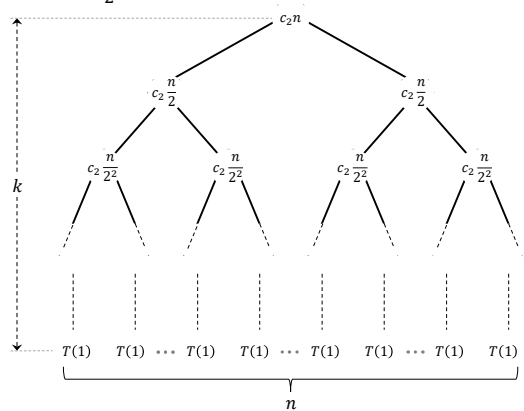 2
c₂n
c₂ n/2 c₂ n/2
c₂ n/2² c₂ n/2² c₂ n/2² c₂ n/2²
k
T(1) T(1) ••• T(1) T(1) ••• T(1) T(1) ••• T(1) T(1)
n